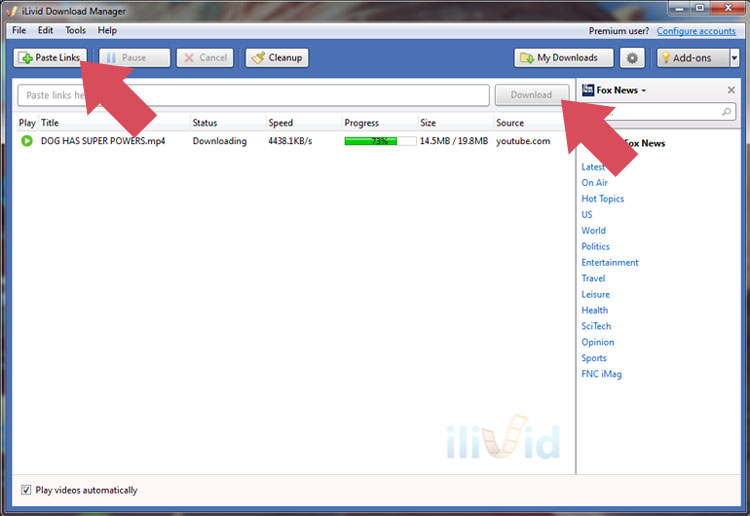 iLivid Download Manager
File Edit Tools Help Premium user? Configure accounts
Paste Links Pause Cancel Cleanup My Downloads Add-ons
Paste links Download Fox News
Play Title Status Speed Progress Size Source
Fox News
DOG HAS SUPER POWERS.mp4 Downloading 4438.1KB/s 73% 14.5MB / 19.8MB youtube.com
Latest
On Air
Hot Topics
US
World
Politics
Entertainment
Travel
Leisure
Health
SciTech
Opinion
Sports
FNC iMag
ilivid
Play videos automatically